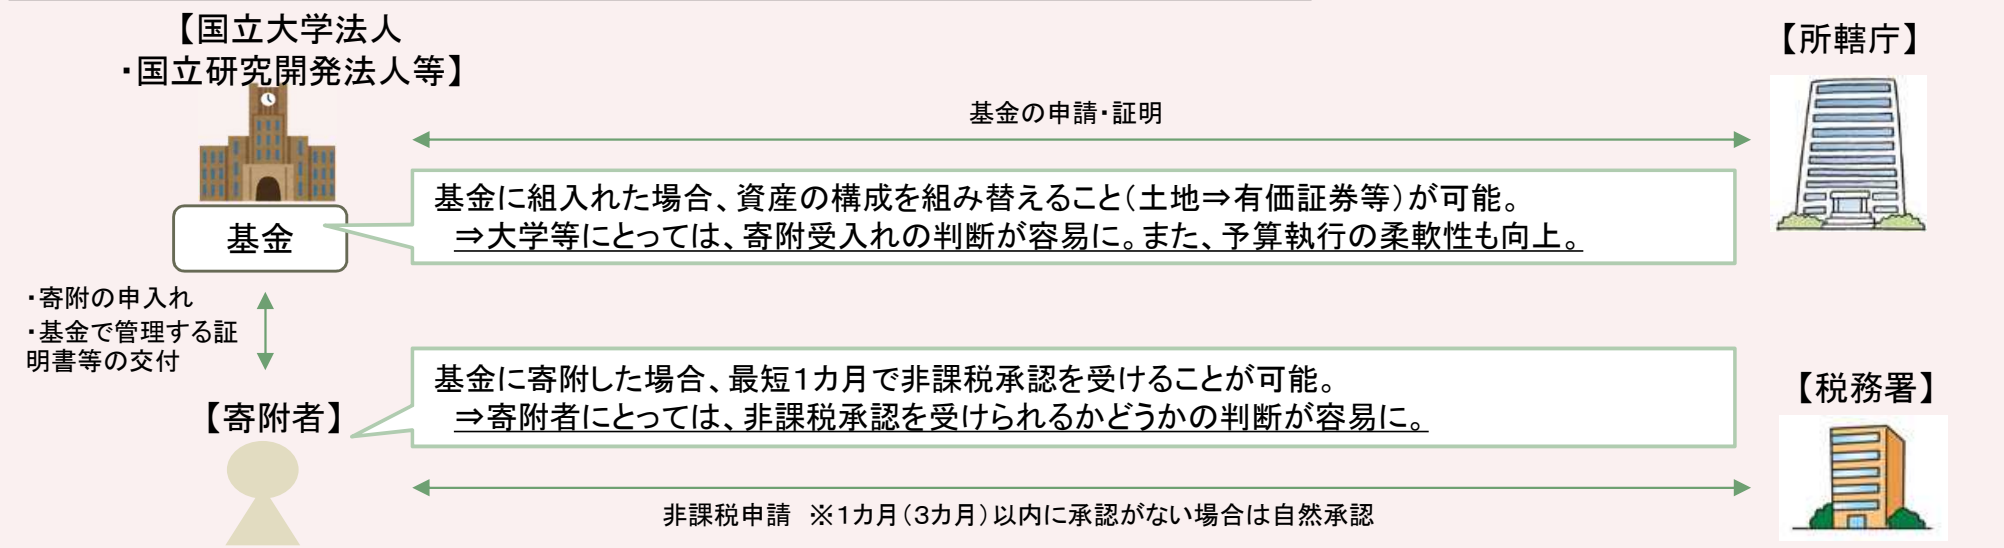 【国立大学法人
・国立研究開発法人等】
【所轄庁】
基金の申請・証明
基金に組入れた場合、資産の構成を組み替えること(土地⇒有価証券等)が可能。
⇒大学等にとっては、寄附受入れの判断が容易に。また、予算執行の柔軟性も向上。
基金
・寄附の申入れ
・基金で管理する証
明書等の交付
基金に寄附した場合、最短1カ月で非課税承認を受けることが可能。
⇒寄附者にとっては、非課税承認を受けられるかどうかの判断が容易に。
【寄附者】
【税務署】
非課税申請 ※1カ月(3カ月)以内に承認がない場合は自然承認